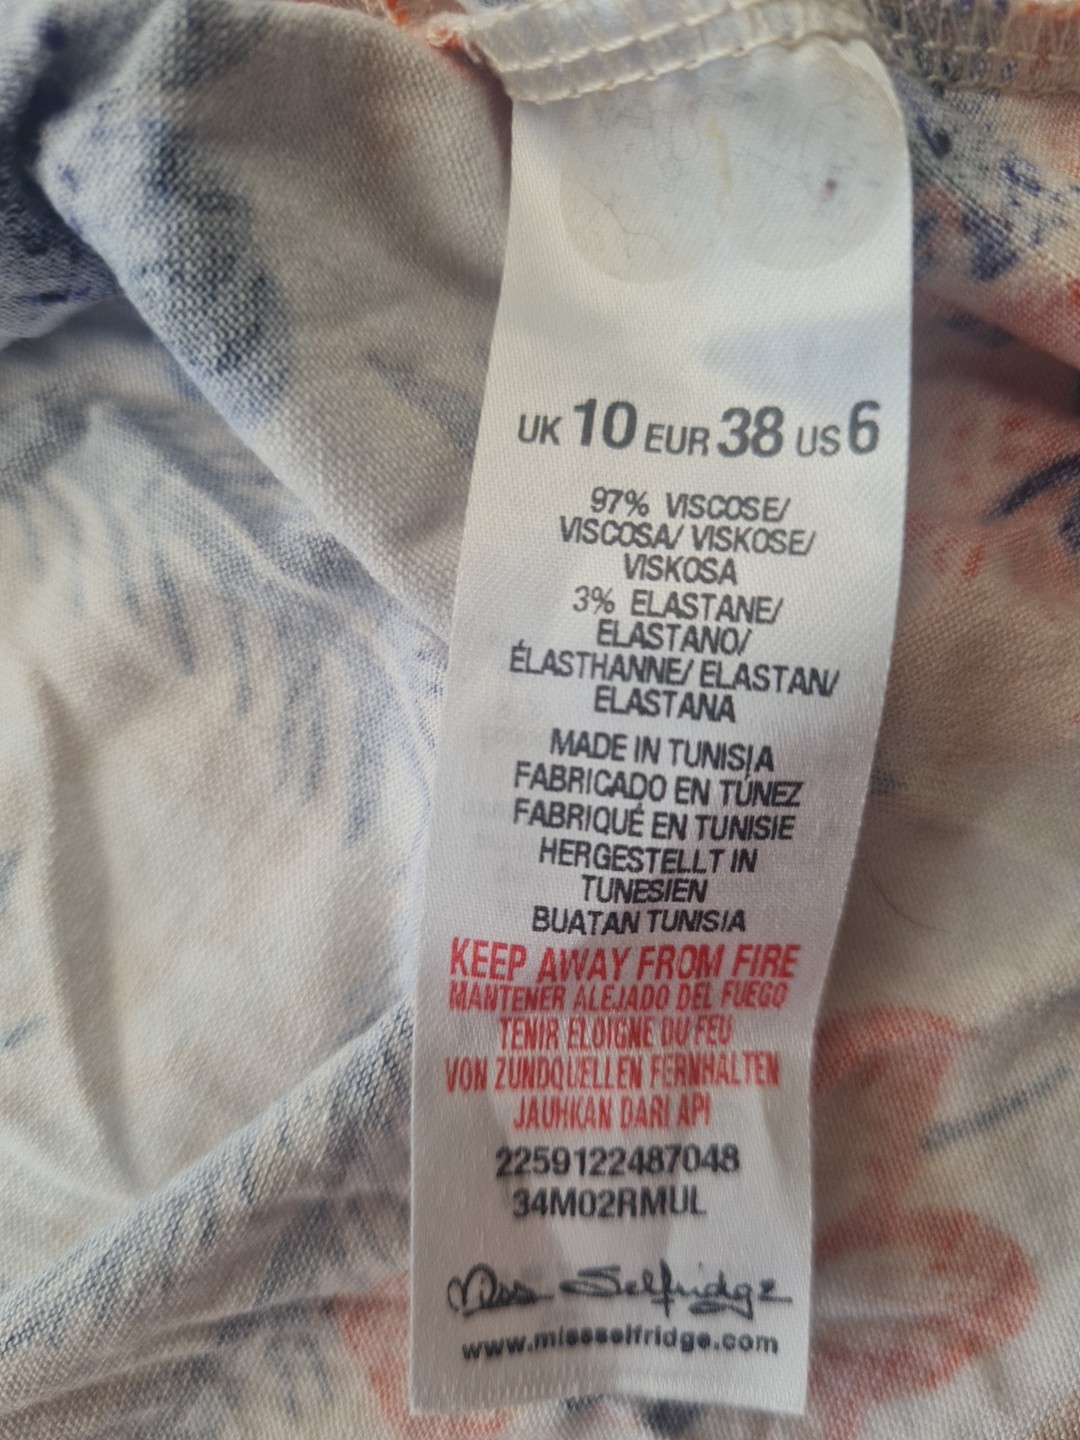 UK 10 EUR 38 US 6
97% VISCOSE/
VISCOSA/ VISKOSE/
VISKOSA
3% ELASTANE/
ELASTANO/
ÉLASTHANNE/ ELASTAN/
ELASTANA
MADE IN TUNISIA
FABRICADO EN TÚNEZ
FABRIQUÉ EN TUNISIE
HERGESTELLT IN
TUNESIEN
BUATAN TUNISIA
KEEP AWAY FROM FIRE
MANTENER ALEJADO DEL FUEGO
TENIR ELOIGNE DU FEU
VON ZUNDQUELLEN FERNHALTEN
JAUHKAN DARI API
2259122487048
34M02RMUL
Miss Selfridge
www.missselfridge.com